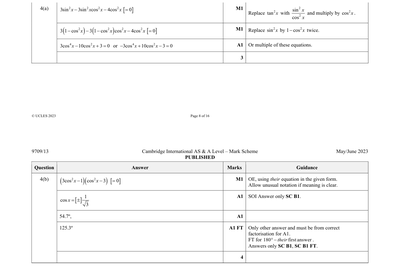 4(a) 3sin²x − 3sin²x cos²x − 4cos²x [= 0] M1 Replace tan²x with sin²x/cos²x and multiply by cos²x.
3(1 − cos²x) − 3(1 − cos²x)cos²x − 4cos²x [= 0] M1 Replace sin²x by 1 - cos²x twice.
3cos⁴x − 10cos²x + 3 = 0 or −3cos⁴x + 10cos²x − 3 = 0 A1 Or multiple of these equations.
3
© UCLES 2023 Page 8 of 16
9709/13 Cambridge International AS & A Level – Mark Scheme May/June 2023
PUBLISHED
Question Answer Marks Guidance
4(b) (3cos²x − 1)(cos²x − 3) [= 0] M1 OE, using their equation in the given form.
Allow unusual notation if meaning is clear.
cos x = [±] 1/√3 A1 SOI Answer only SC B1.
54.7° A1
125.3° A1 FT Only other answer and must be from correct
factorisation for A1.
FT for 180° – their first answer.
Answers only SC B1, SC B1 FT.
4